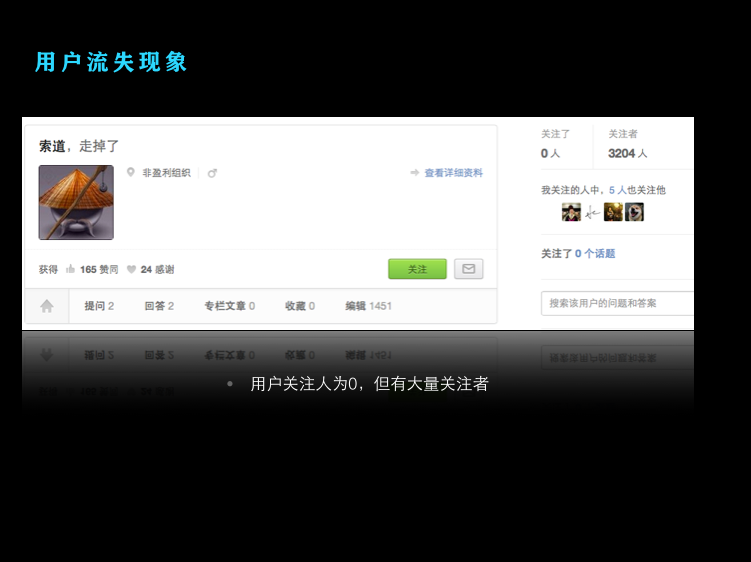 用户流失现象
索道，走掉了
非盈利组织
查看详细资料
获得 165 赞同 24 感谢
关注
提问 2 回答 2 专栏文章 0 收藏 0 编辑 1451
关注了 关注者
0 人 3204 人
我关注的人中，5 人也关注他
关注了 0 个话题
搜索该用户的问题和答案
用户关注人为0，但有大量关注者